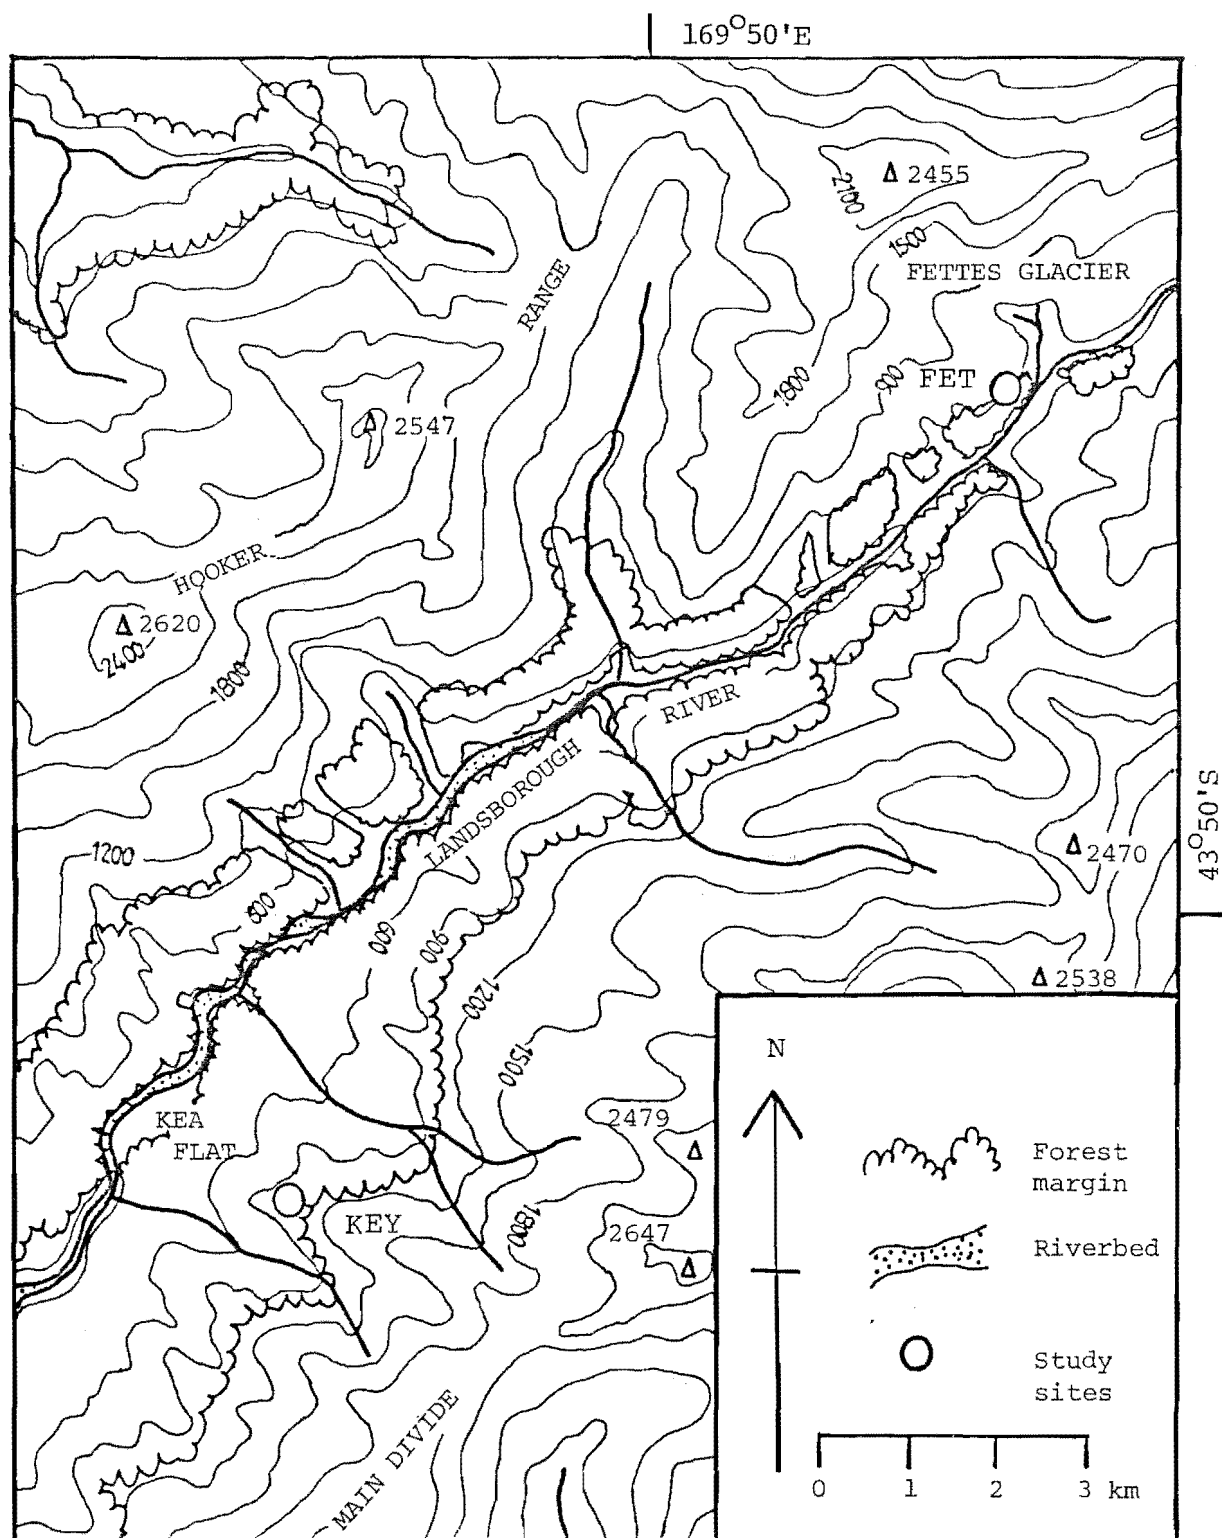 169°50'E
2455
2100
1500
FETTES GLACIER
RANGE
1800
900
FET
2547
HOOKER
2620
2400
1800
RIVER
LANDSBOROUGH
43°50'S
1200
2470
600
600
900
2538
1200
1500
N
KEA
FLAT
2479
Forest
margin
KEY
1800
2647
Riverbed
Study
sites
MAIN DIVIDE
0 1 2 3 km